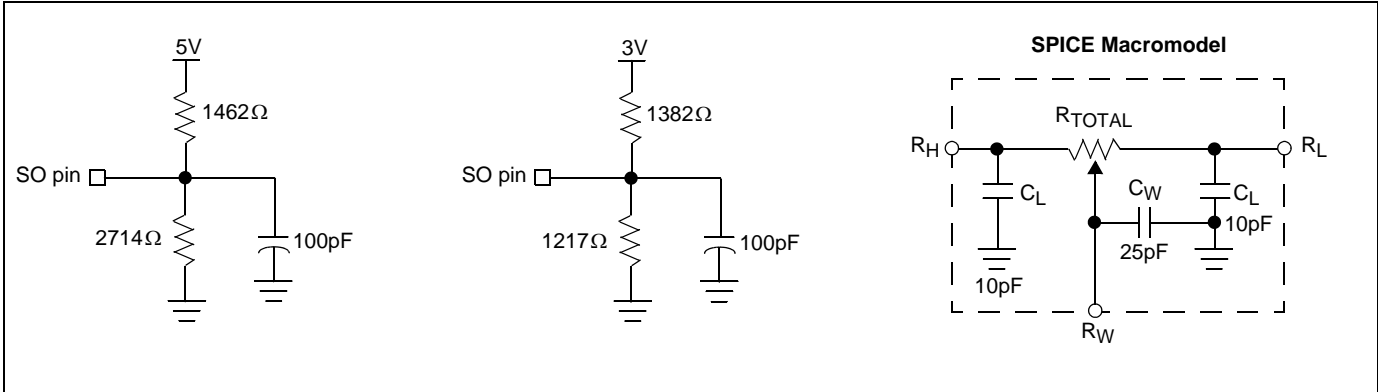 5V
1462Ω
SO pin
2714Ω
100pF
3V
1382Ω
SO pin
1217Ω
100pF
SPICE Macromodel
RTOTAL
RH
RL
CL
10pF
CW
25pF
CL
10pF
RW